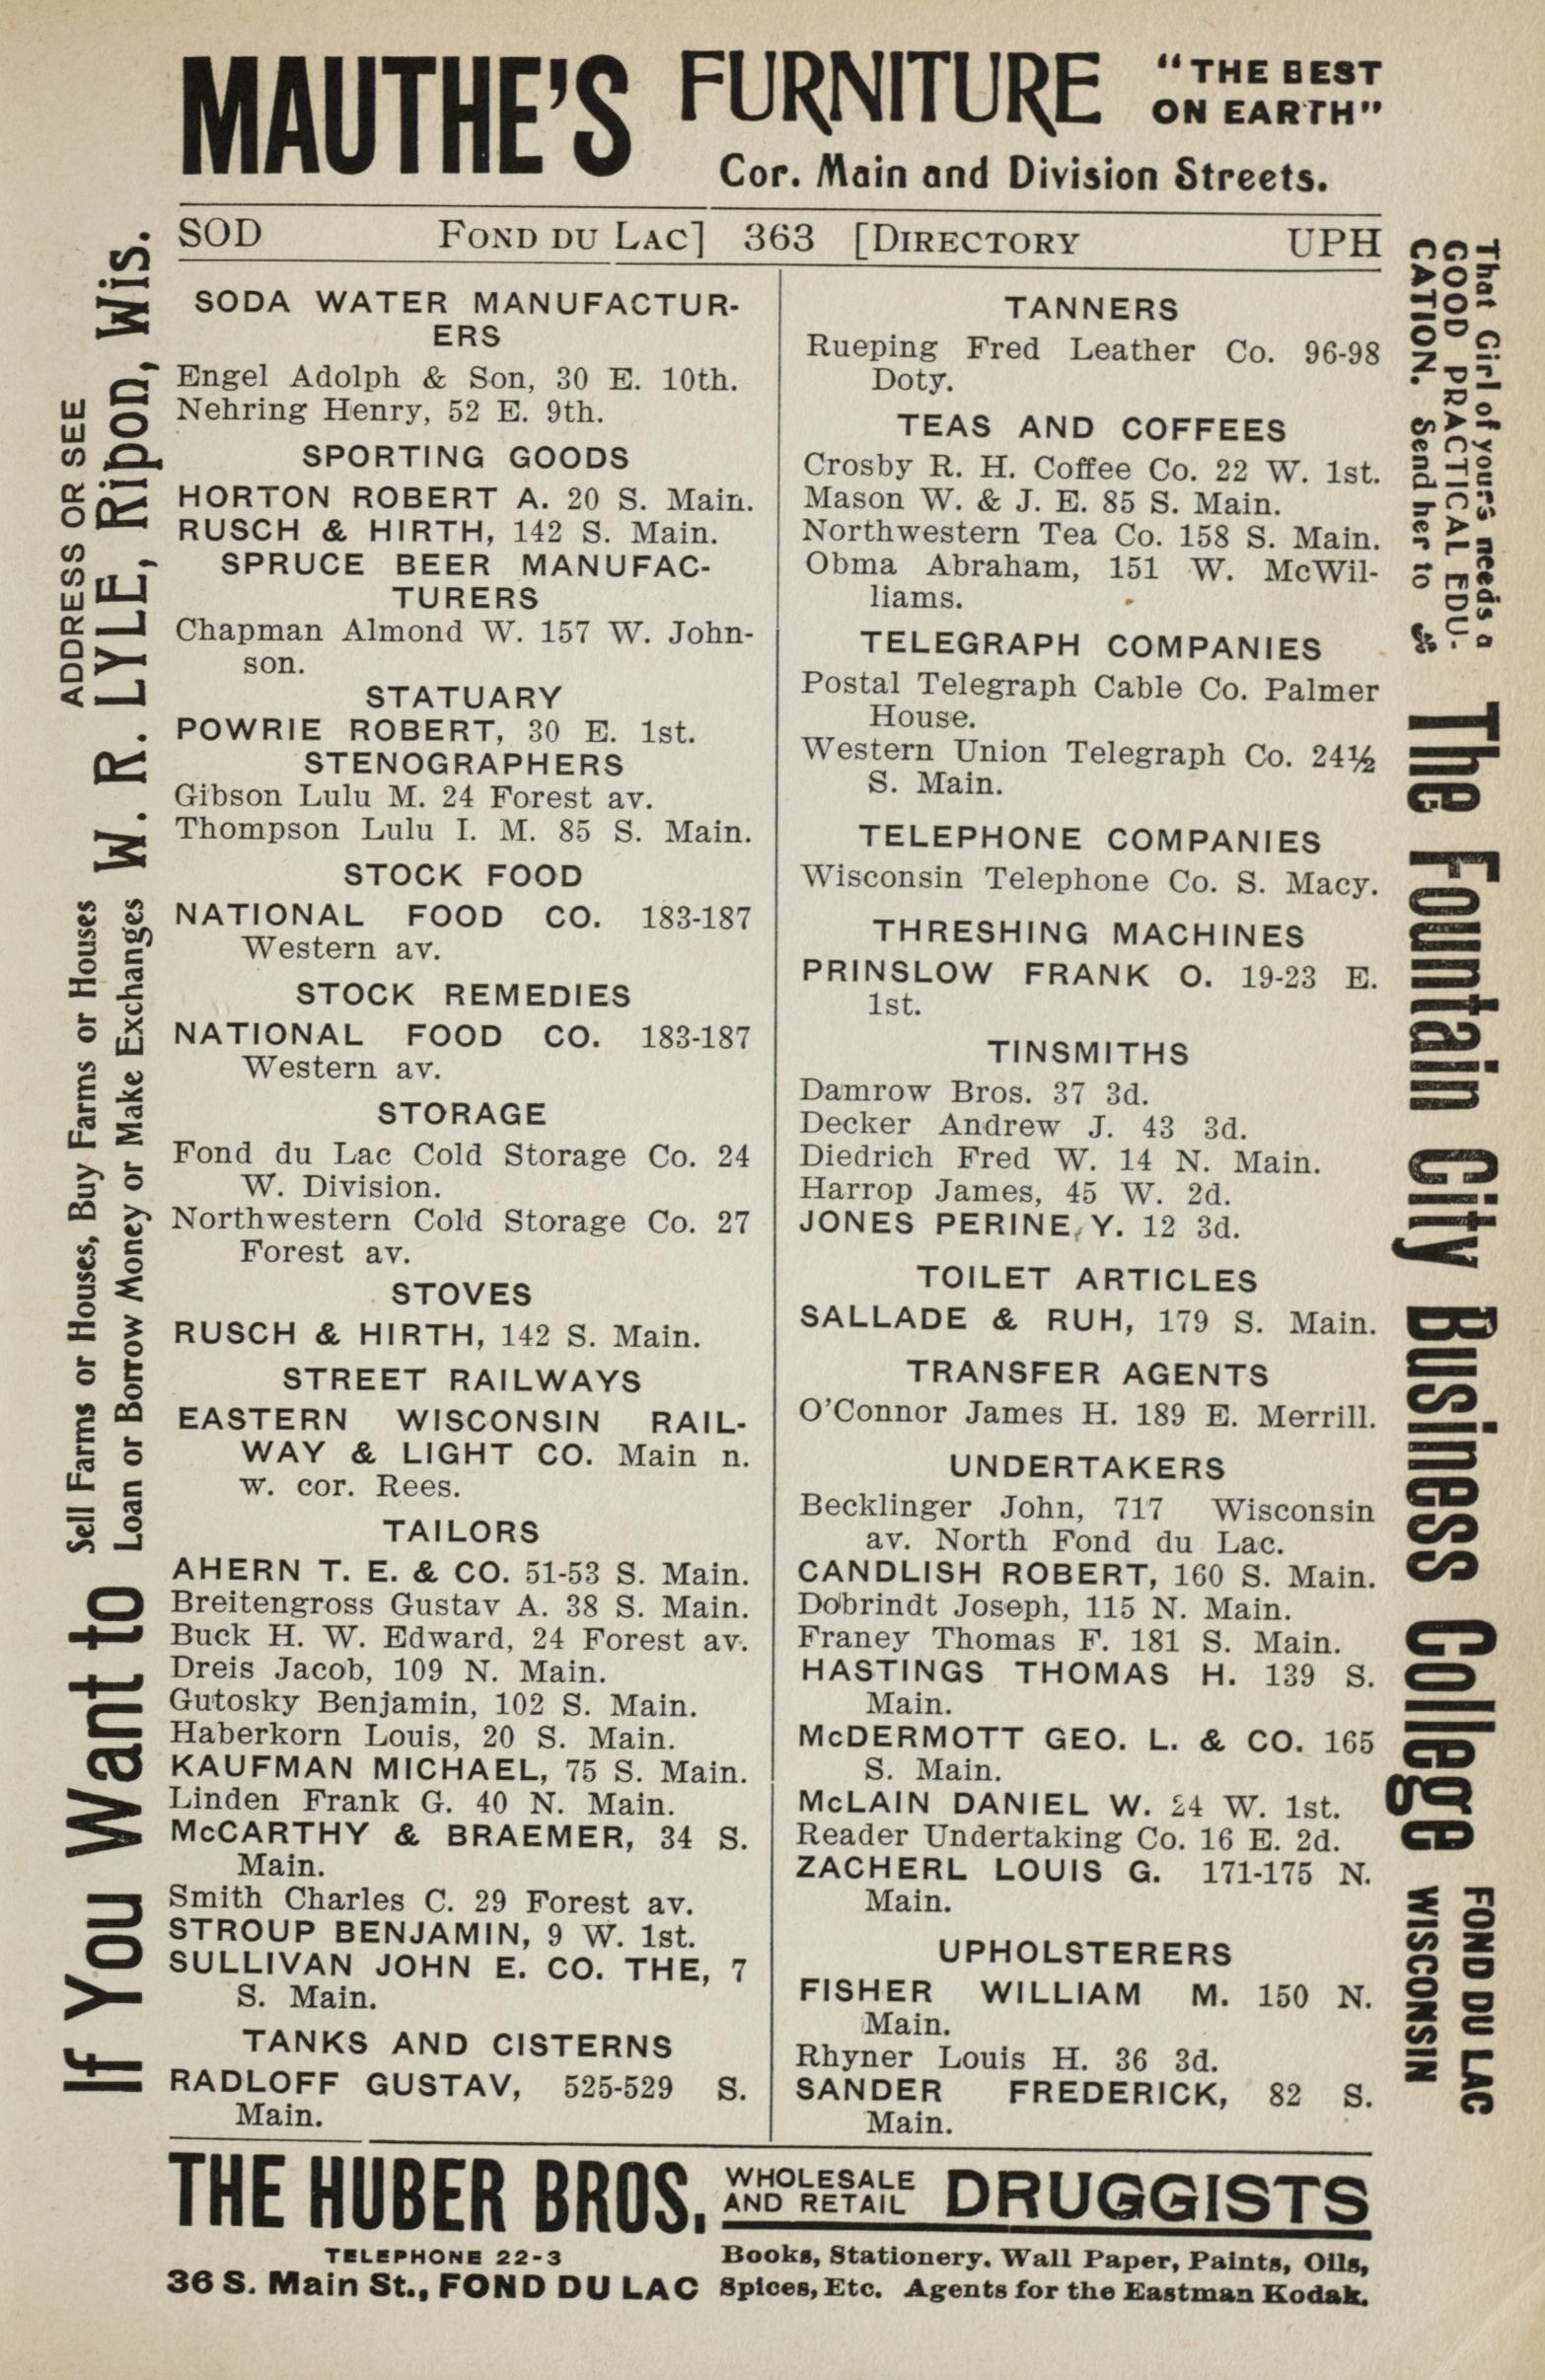 MAUTHE'S FURNITURE "THE BEST
ON EARTH"
Cor. Main and Division Streets.
SOD FOND DU LAC] 363 [DIRECTORY UPH
SODA WATER MANUFACTUR-
ERS
Engel Adolph & Son, 30 E. 10th.
Nehring Henry, 52 E. 9th.
SPORTING GOODS
HORTON ROBERT A. 20 S. Main.
RUSCH & HIRTH, 142 S. Main.
SPRUCE BEER MANUFAC-
TURERS
Chapman Almond W. 157 W. John-
son.
STATUARY
POWRIE ROBERT, 30 E. 1st.
STENOGRAPHERS
Gibson Lulu M. 24 Forest av.
Thompson Lulu I. M. 85 S. Main.
STOCK FOOD
NATIONAL FOOD CO. 183-187
Western av.
STOCK REMEDIES
NATIONAL FOOD CO. 183-187
Western av.
STORAGE
Fond du Lac Cold Storage Co. 24
W. Division.
Northwestern Cold Storage Co. 27
Forest av.
STOVES
RUSCH & HIRTH, 142 S. Main.
STREET RAILWAYS
EASTERN WISCONSIN RAIL-
WAY & LIGHT CO. Main n.
w. cor. Rees.
TAILORS
AHERN T. E. & CO. 51-53 S. Main.
Breitengross Gustav A. 38 S. Main.
Buck H. W. Edward, 24 Forest av.
Dreis Jacob, 109 N. Main.
Gutosky Benjamin, 102 S. Main.
Haberkorn Louis, 20 S. Main.
KAUFMAN MICHAEL, 75 S. Main.
Linden Frank G. 40 N. Main.
McCARTHY & BRAEMER, 34 S.
Main.
Smith Charles C. 29 Forest av.
STROUP BENJAMIN, 9 W. 1st.
SULLIVAN JOHN E. CO. THE, 7
S. Main.
TANKS AND CISTERNS
RADLOFF GUSTAV, 525-529 S.
Main.
TANNERS
Rueping Fred Leather Co. 96-98
Doty.
TEAS AND COFFEES
Crosby R. H. Coffee Co. 22 W. 1st.
Mason W. & J. E. 85 S. Main.
Northwestern Tea Co. 158 S. Main.
Obma Abraham, 151 W. McWil-
liams.
TELEGRAPH COMPANIES
Postal Telegraph Cable Co. Palmer
House.
Western Union Telegraph Co. 24½
S. Main.
TELEPHONE COMPANIES
Wisconsin Telephone Co. S. Macy.
THRESHING MACHINES
PRINSLOW FRANK O. 19-23 E.
1st.
TINSMITHS
Damrow Bros. 37 3d.
Decker Andrew J. 43 3d.
Diedrich Fred W. 14 N. Main.
Harrop James, 45 W. 2d.
JONES PERINE, Y. 12 3d.
TOILET ARTICLES
SALLADE & RUH, 179 S. Main.
TRANSFER AGENTS
O'Connor James H. 189 E. Merrill.
UNDERTAKERS
Becklinger John, 717 Wisconsin
av. North Fond du Lac.
CANDLISH ROBERT, 160 S. Main.
Dobrindt Joseph, 115 N. Main.
Franey Thomas F. 181 S. Main.
HASTINGS THOMAS H. 139 S.
Main.
McDERMOTT GEO. L. & CO. 165
S. Main.
McLAIN DANIEL W. 24 W. 1st.
Reader Undertaking Co. 16 E. 2d.
ZACHERL LOUIS G. 171-175 N.
Main.
UPHOLSTERERS
FISHER WILLIAM M. 150 N.
Main.
Rhyner Louis H. 36 3d.
SANDER FREDERICK, 82 S.
Main.
If You Want to
Sell Farms or Houses, Buy Farms or Houses
Loan or Borrow Money or Make Exchanges
ADDRESS OR SEE
W. R. LYLE, Ripon, Wis.
That Girl of yours needs a
GOOD PRACTICAL EDU-
CATION. Send her to
The Fountain City Business College
FOND DU LAC
WISCONSIN
THE HUBER BROS. WHOLESALE
AND RETAIL DRUGGISTS
TELEPHONE 22-3
36 S. Main St., FOND DU LAC
Books, Stationery. Wall Paper, Paints, Oils,
Spices, Etc. Agents for the Eastman Kodak.